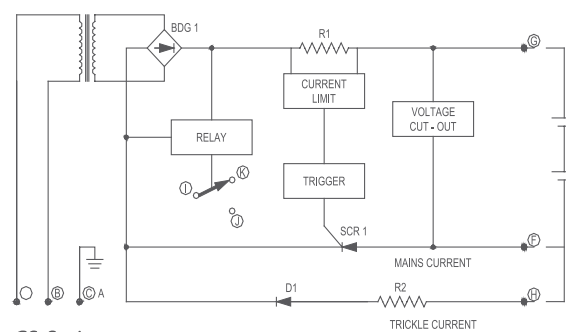 BDG 1
R1
G
CURRENT
LIMIT
VOLTAGE
CUT - OUT
RELAY
K
I
TRIGGER
J
SCR 1
F
MAINS CURRENT
D1
R2
B
C A
H
TRICKLE CURRENT